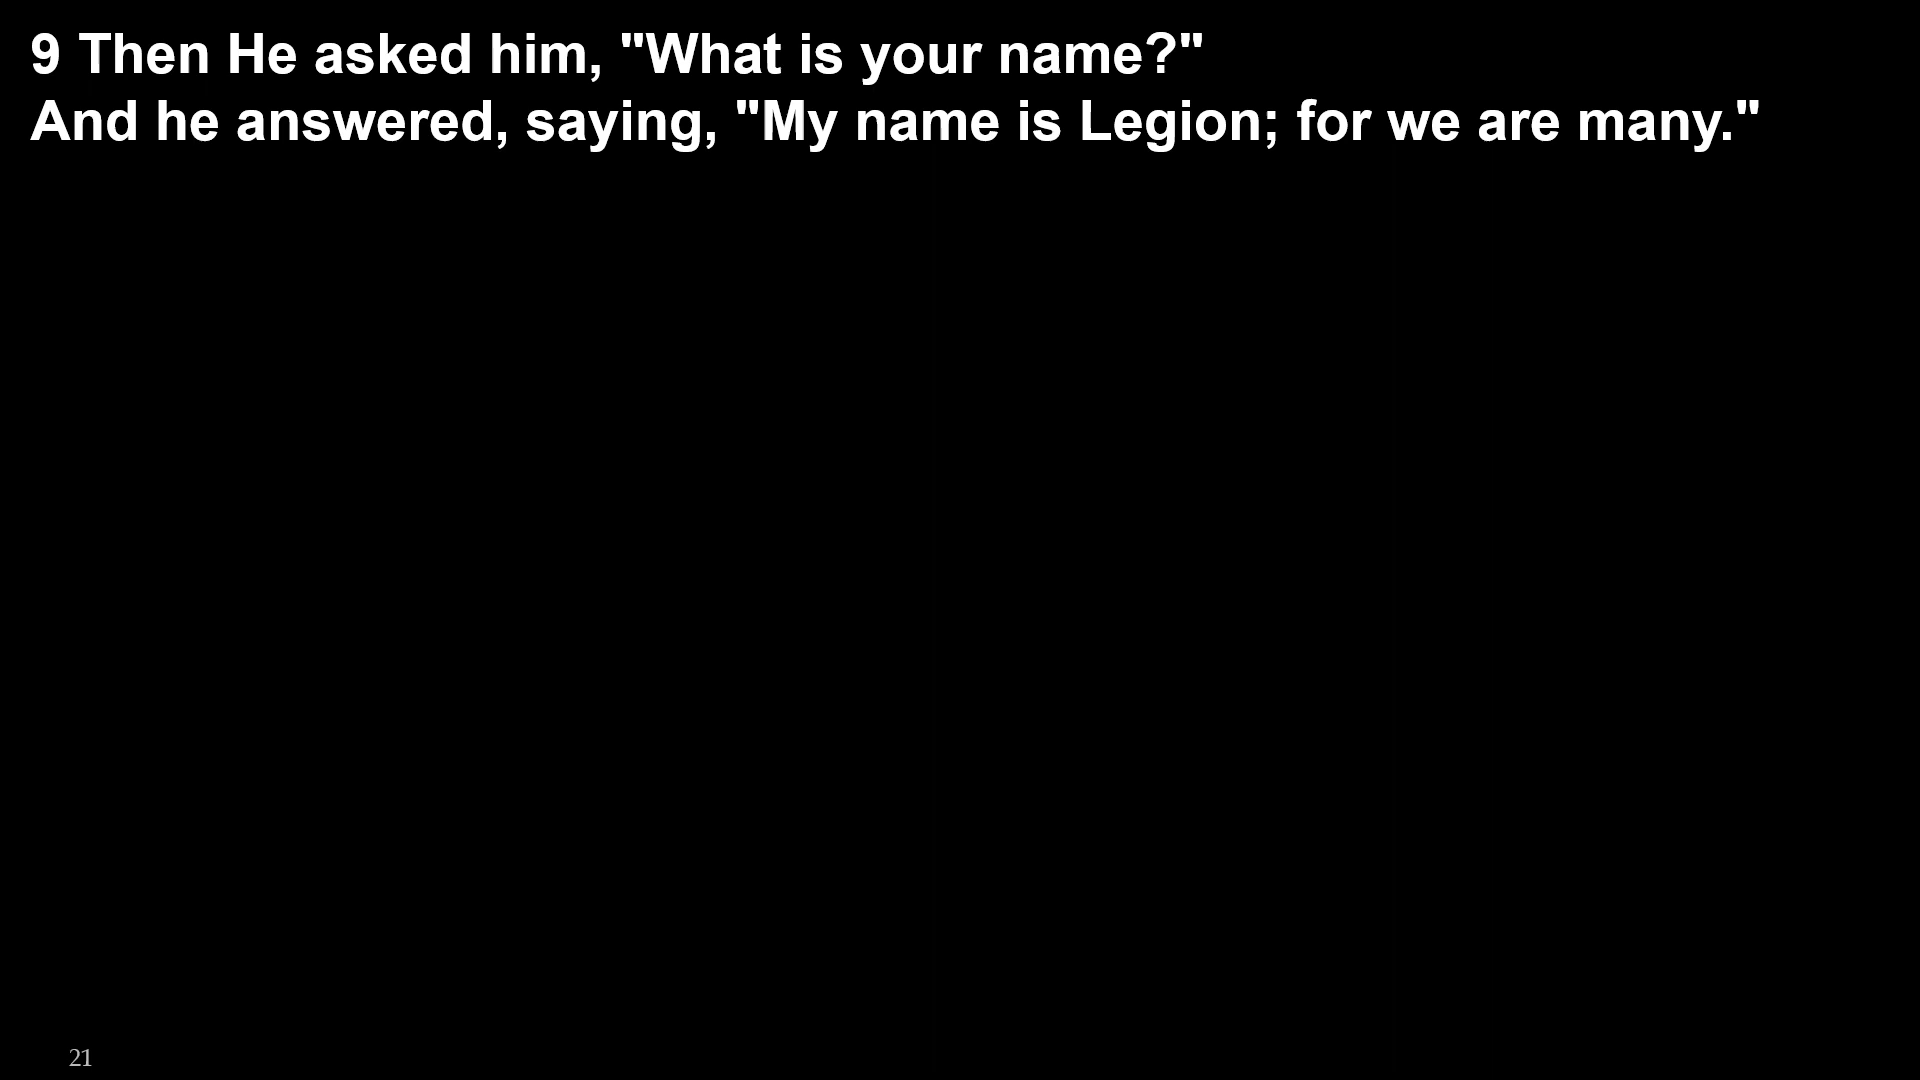 9 Then He asked him, "What is your name?"
And he answered, saying, "My name is Legion; for we are many."
21